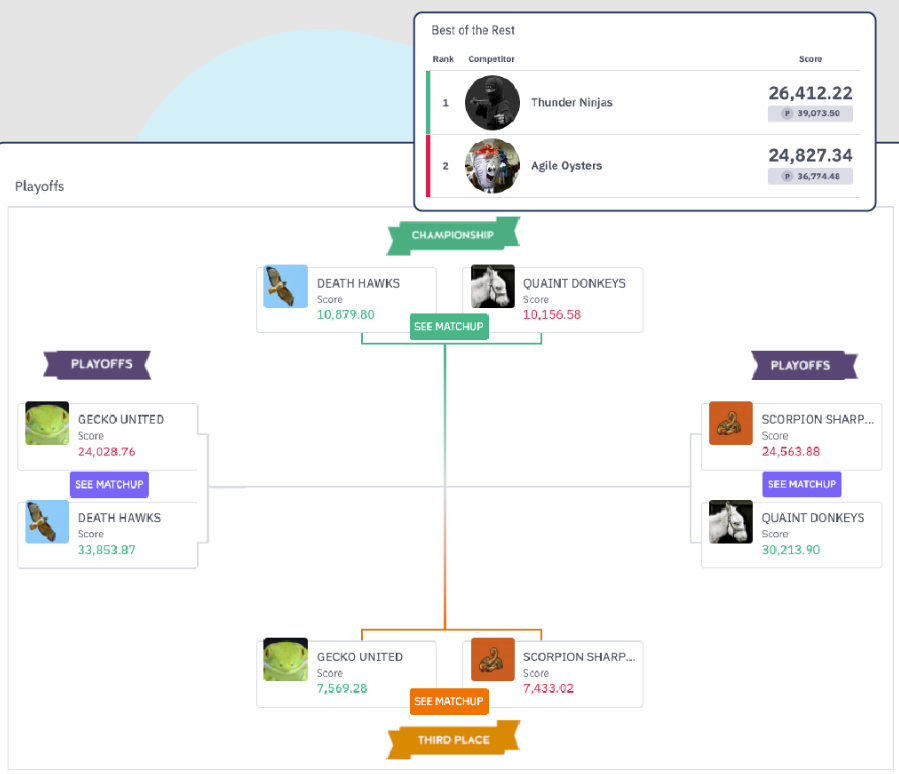 Best of the Rest
Rank Competitor Score
1 Thunder Ninjas 26,412.22
P 39,073.50
2 Agile Oysters 24,827.34
P 36,774.48
Playoffs
CHAMPIONSHIP
DEATH HAWKS
Score
10,879.80
QUAINT DONKEYS
Score
10,156.58
SEE MATCHUP
PLAYOFFS
GECKO UNITED
Score
24,028.76
SEE MATCHUP
DEATH HAWKS
Score
33,853.87
PLAYOFFS
SCORPION SHARP...
Score
24,563.88
SEE MATCHUP
QUAINT DONKEYS
Score
30,213.90
GECKO UNITED
Score
7,569.28
SCORPION SHARP...
Score
7,433.02
SEE MATCHUP
THIRD PLACE